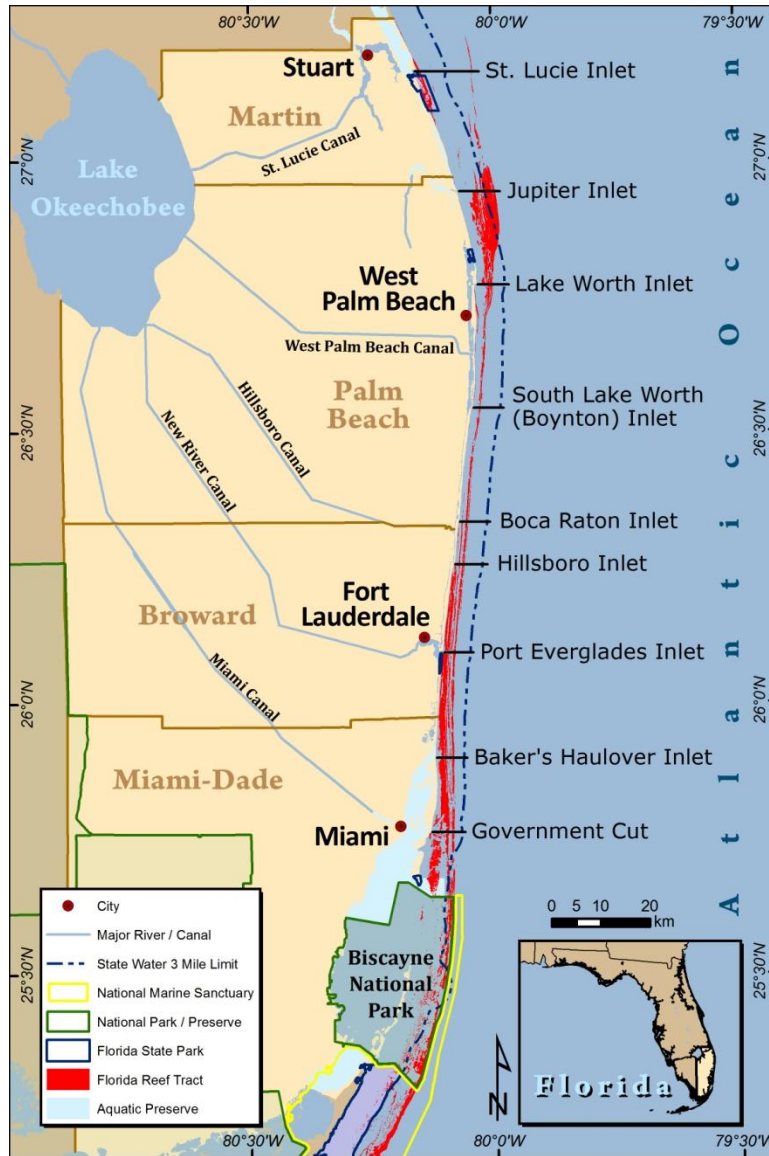 80°30'W 80°0'W 79°30'W
Stuart
St. Lucie Inlet
Martin
St. Lucie Canal
27°0'N
27°0'N
Lake
Okeechobee
Jupiter Inlet
West
Palm Beach
Lake Worth Inlet
West Palm Beach Canal
Palm
Beach
Hillsboro Canal
New River Canal
South Lake Worth
(Boynton) Inlet
26°30'N
26°30'N
Boca Raton Inlet
Hillsboro Inlet
Fort
Lauderdale
Broward
Port Everglades Inlet
Miami Canal
26°0'N
26°0'N
Baker's Haulover Inlet
Miami-Dade
Miami
Government Cut
Atlantic Ocean
City
Major River / Canal
State Water 3 Mile Limit
National Marine Sanctuary
National Park / Preserve
Florida State Park
Florida Reef Tract
Aquatic Preserve
Biscayne
National
Park
0 5 10 20
km
25°30'N
25°30'N
N
Florida
80°30'W 80°0'W 79°30'W